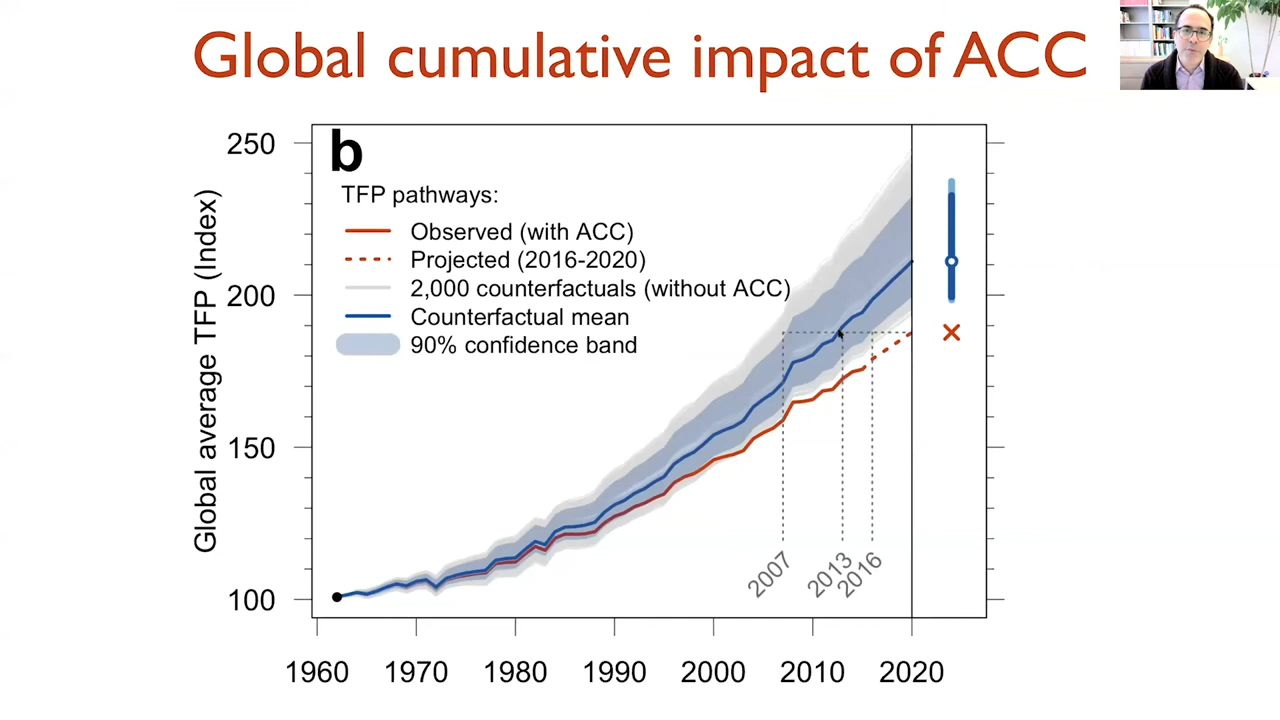 Global cumulative impact of ACC
b
TFP pathways:
Observed (with ACC)
Projected (2016-2020)
2,000 counterfactuals (without ACC)
Counterfactual mean
90% confidence band
Global average TFP (Index)
250
200
150
100
2007
2013
2016
1960
1970
1980
1990
2000
2010
2020